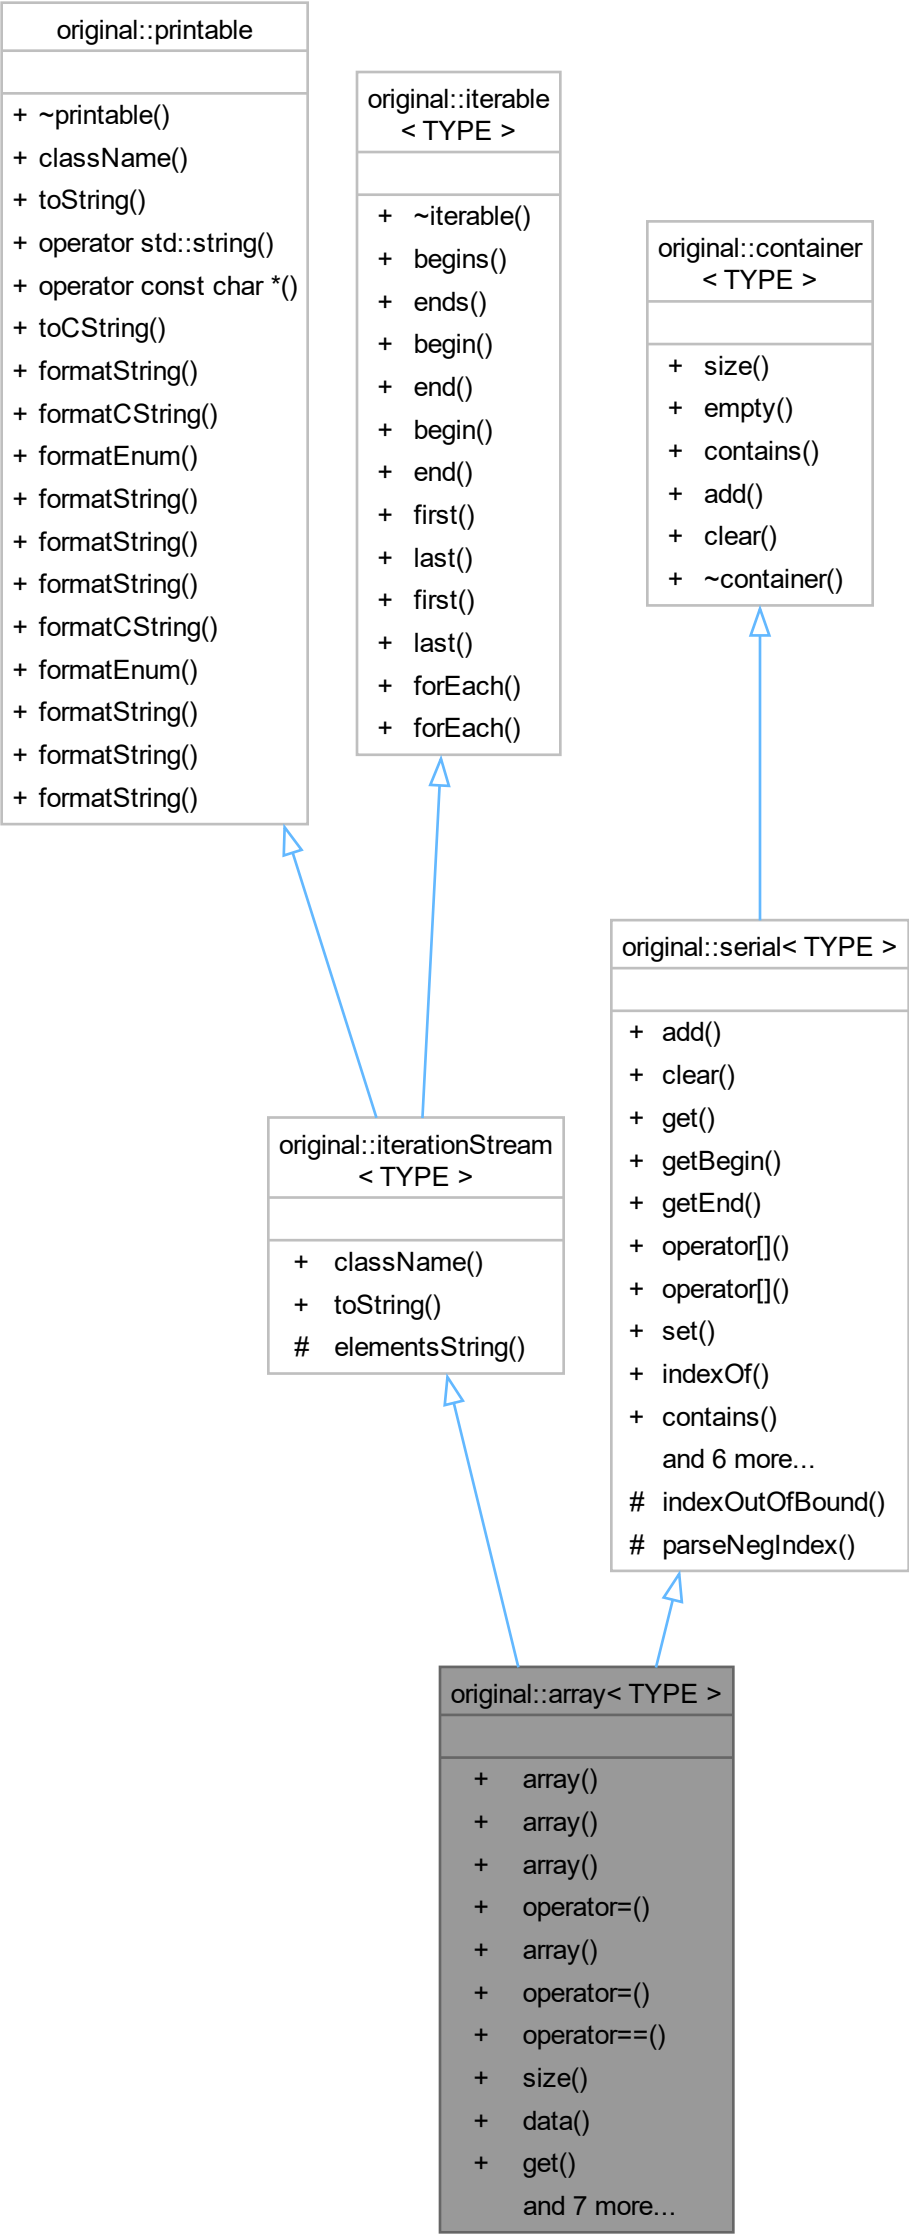 original::printable
+ ~printable()
+ className()
+ toString()
+ operator std::string()
+ operator const char *()
+ toCString()
+ formatString()
+ formatCString()
+ formatEnum()
+ formatString()
+ formatString()
+ formatString()
+ formatCString()
+ formatEnum()
+ formatString()
+ formatString()
+ formatString()
original::iterable
< TYPE >
+ ~iterable()
+ begins()
+ ends()
+ begin()
+ end()
+ begin()
+ end()
+ first()
+ last()
+ first()
+ last()
+ forEach()
+ forEach()
original::container
< TYPE >
+ size()
+ empty()
+ contains()
+ add()
+ clear()
+ ~container()
original::iterationStream
< TYPE >
+ className()
+ toString()
# elementsString()
original::serial< TYPE >
+ add()
+ clear()
+ get()
+ getBegin()
+ getEnd()
+ operator[]()
+ operator[]()
+ set()
+ indexOf()
+ contains()
and 6 more...
# indexOutOfBound()
# parseNegIndex()
original::array< TYPE >
+ array()
+ array()
+ array()
+ operator=()
+ array()
+ operator=()
+ operator==()
+ size()
+ data()
+ get()
and 7 more...